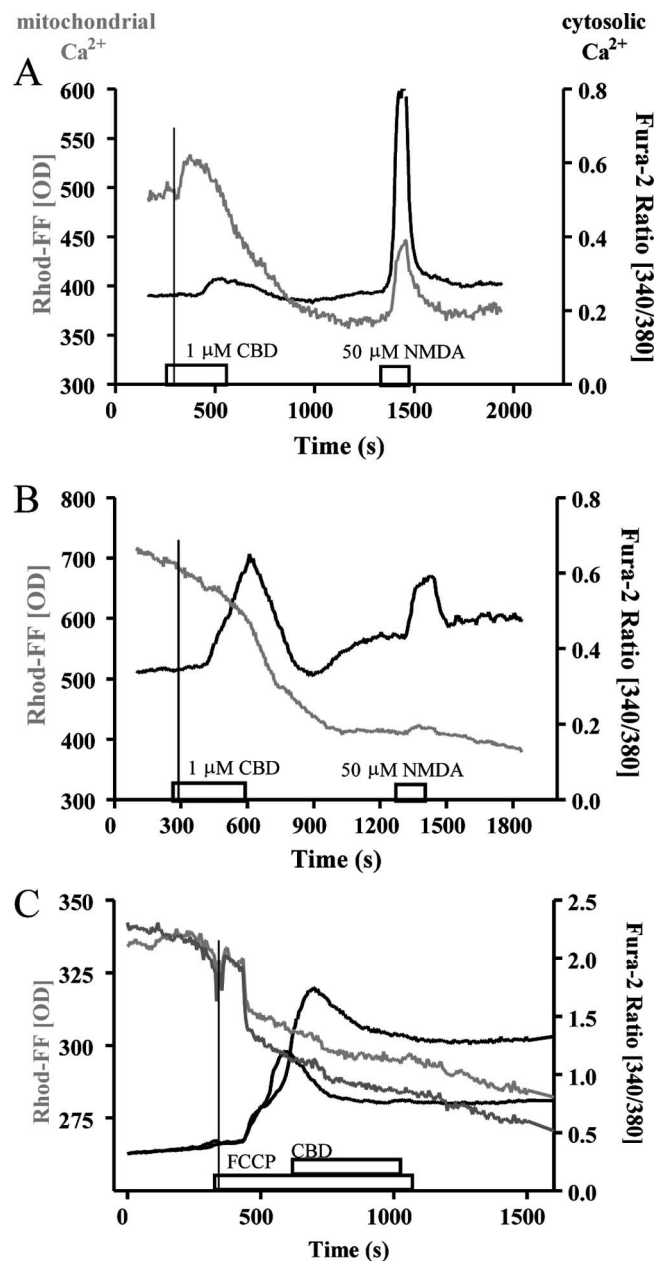 mitochondrial cytosolic
Ca²⁺ Ca²⁺
A
600 0.8
550
500 0.6
450 0.4
400
350 0.2
300 0.0
Rhod-FF [OD]
Fura-2 Ratio [340/380]
1 μM CBD 50 μM NMDA
0 500 1000 1500 2000
Time (s)
B
800 0.8
700 0.6
600
500 0.4
400 0.2
300 0.0
Rhod-FF [OD]
Fura-2 Ratio [340/380]
1 μM CBD 50 μM NMDA
0 300 600 900 1200 1500 1800
Time (s)
C
350 2.5
325 2.0
300 1.5
275 1.0
0.5
0.0
Rhod-FF [OD]
Fura-2 Ratio [340/380]
FCCP CBD
0 500 1000 1500
Time (s)